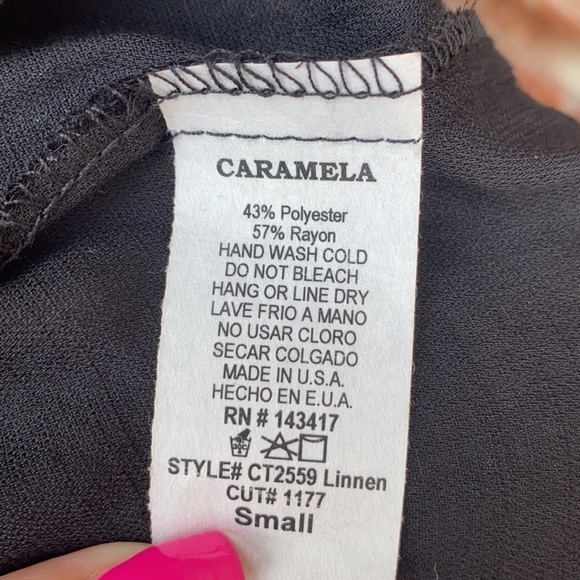 CARAMELA
43% Polyester
57% Rayon
HAND WASH COLD
DO NOT BLEACH
HANG OR LINE DRY
LAVE FRIO A MANO
NO USAR CLORO
SECAR COLGADO
MADE IN U.S.A.
HECHO EN E.U.A.
RN # 143417
STYLE# CT2559 Linnen
CUT# 1177
Small